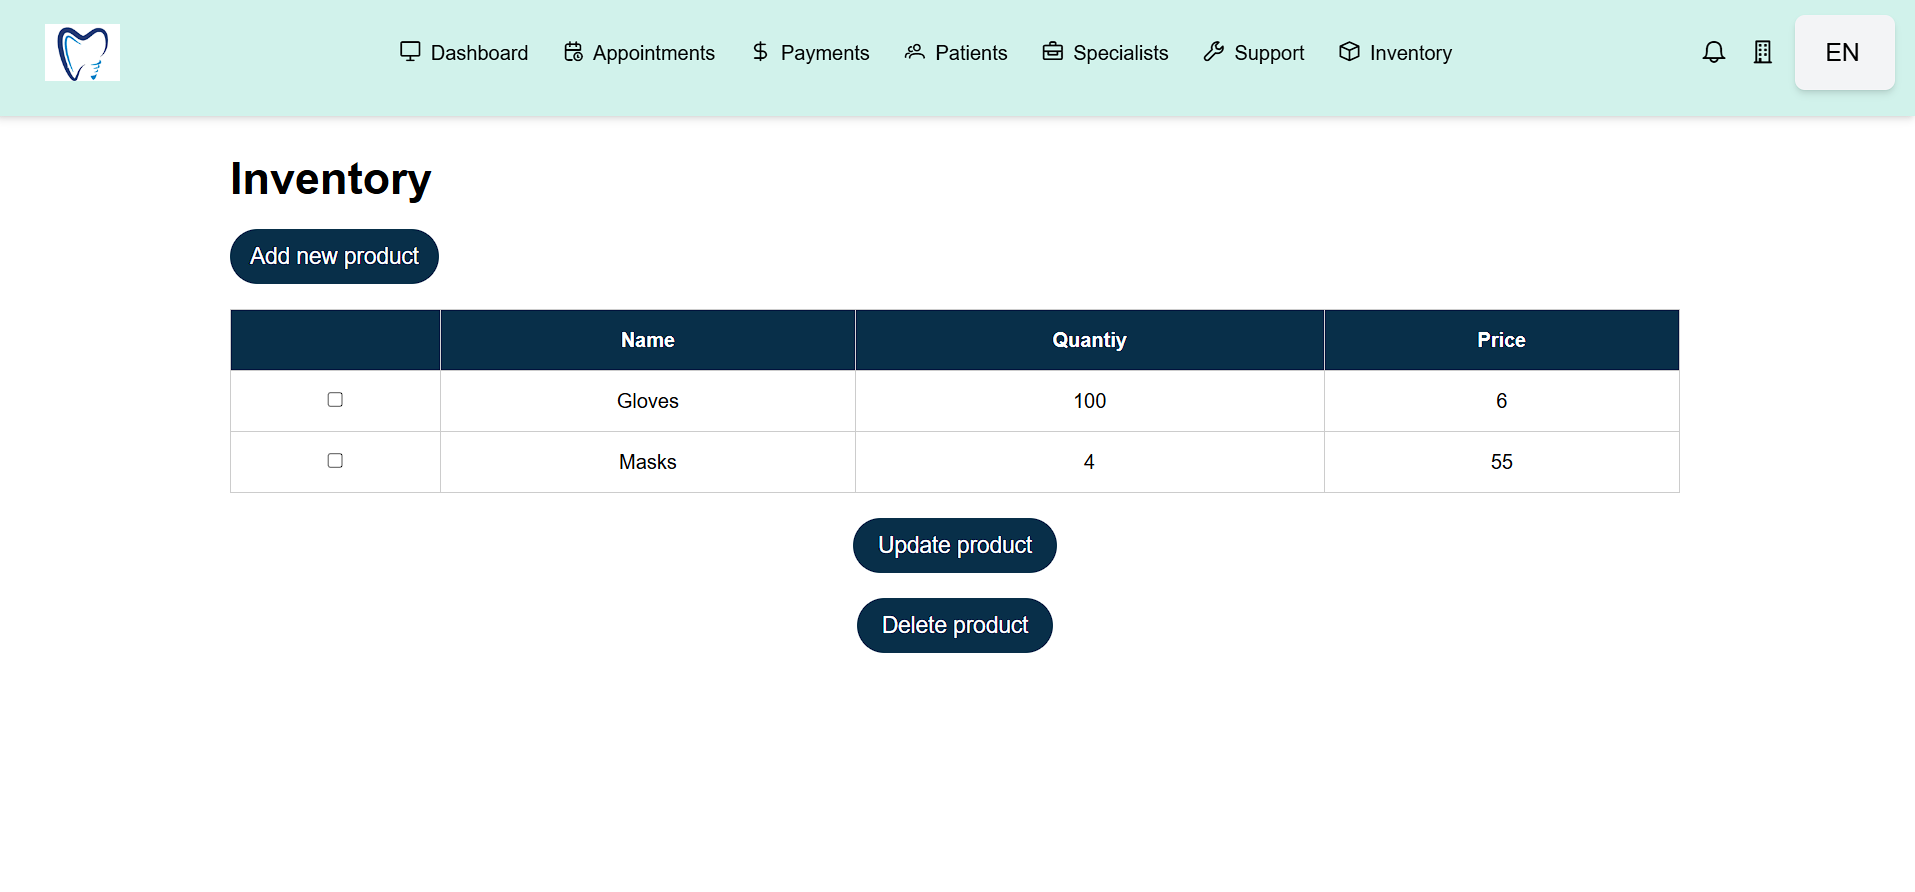 Dashboard Appointments Payments Patients Specialists Support Inventory EN
Inventory
Add new product
Name Quantiy Price
Gloves 100 6
Masks 4 55
Update product
Delete product